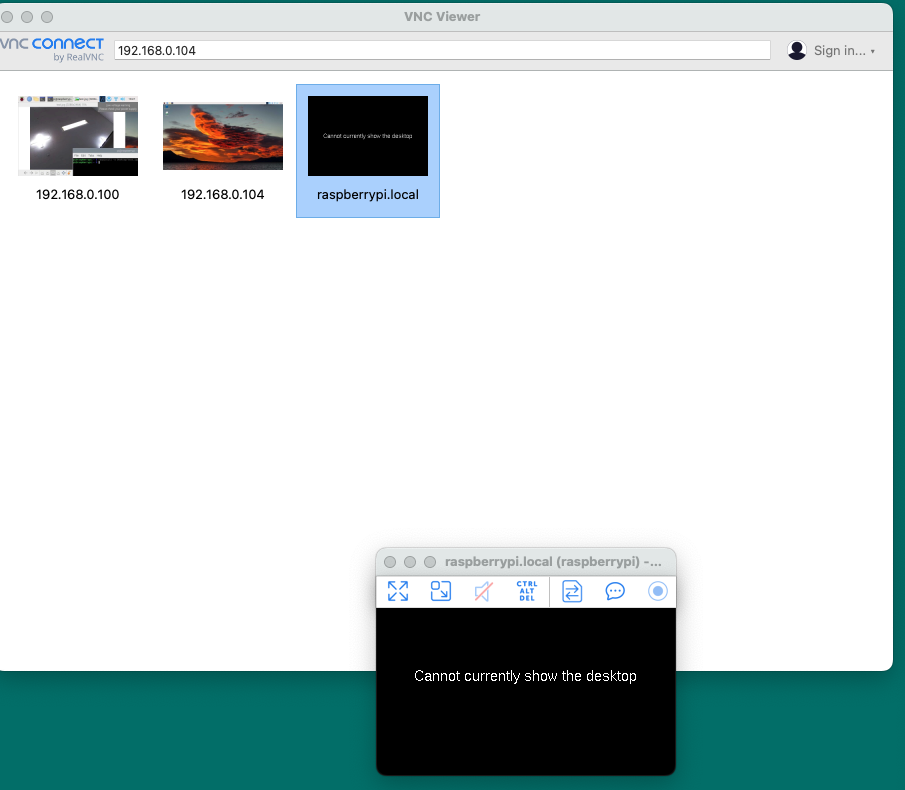 VNC Viewer
vnc connect
by RealVNC
192.168.0.104
Sign in...
Cannot currently show the desktop
192.168.0.100
192.168.0.104
raspberrypi.local
raspberrypi.local (raspberrypi) -...
CTRL
ALT
DEL
Cannot currently show the desktop